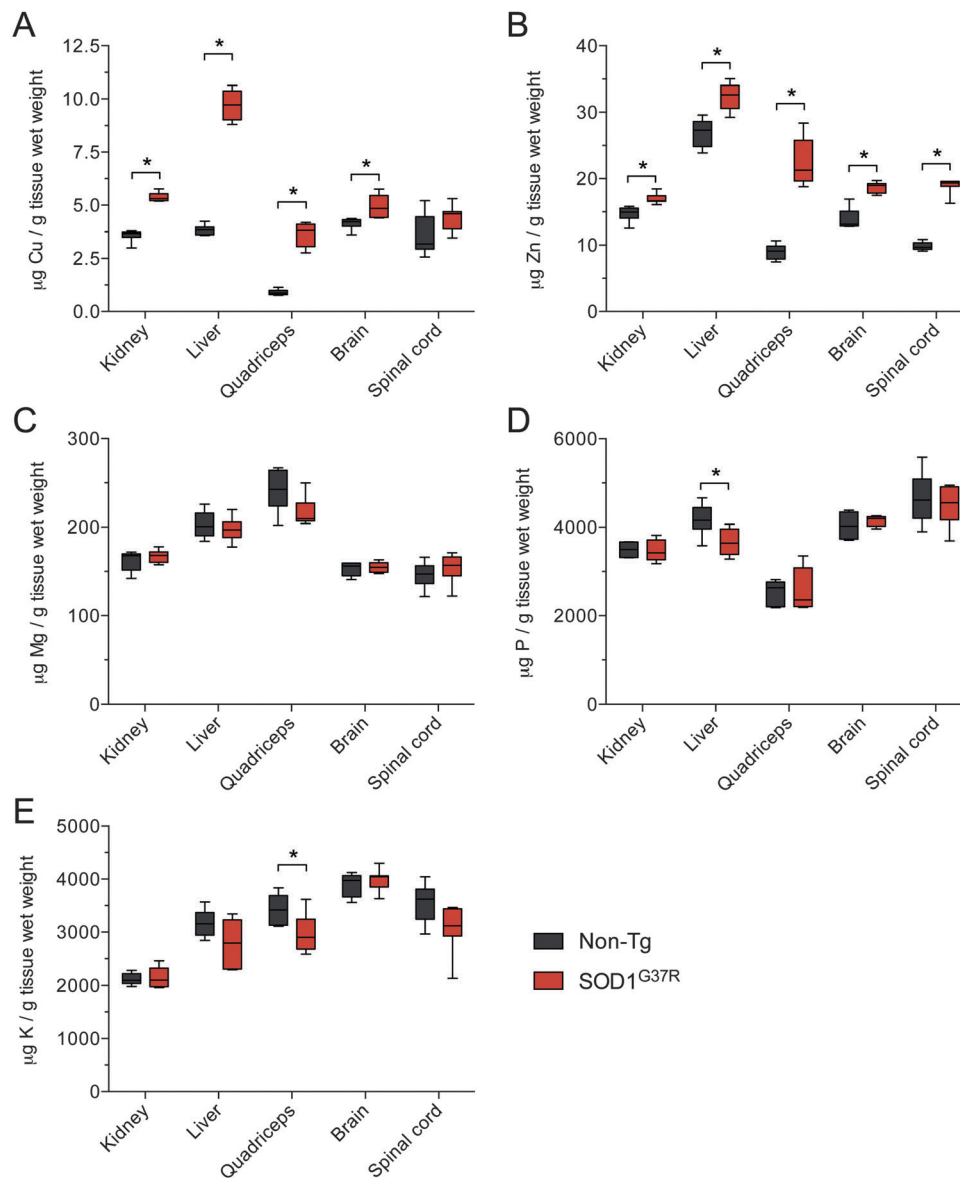 A
µg Cu / g tissue wet weight
12.5
10.0
7.5
5.0
2.5
0.0
*
*
*
*
Kidney
Liver
Quadriceps
Brain
Spinal cord
B
µg Zn / g tissue wet weight
40
30
20
10
0
*
*
*
*
*
Kidney
Liver
Quadriceps
Brain
Spinal cord
C
µg Mg / g tissue wet weight
300
200
100
0
Kidney
Liver
Quadriceps
Brain
Spinal cord
D
µg P / g tissue wet weight
6000
4000
2000
0
*
Kidney
Liver
Quadriceps
Brain
Spinal cord
E
µg K / g tissue wet weight
5000
4000
3000
2000
1000
0
*
Kidney
Liver
Quadriceps
Brain
Spinal cord
Non-Tg
SOD1G37R